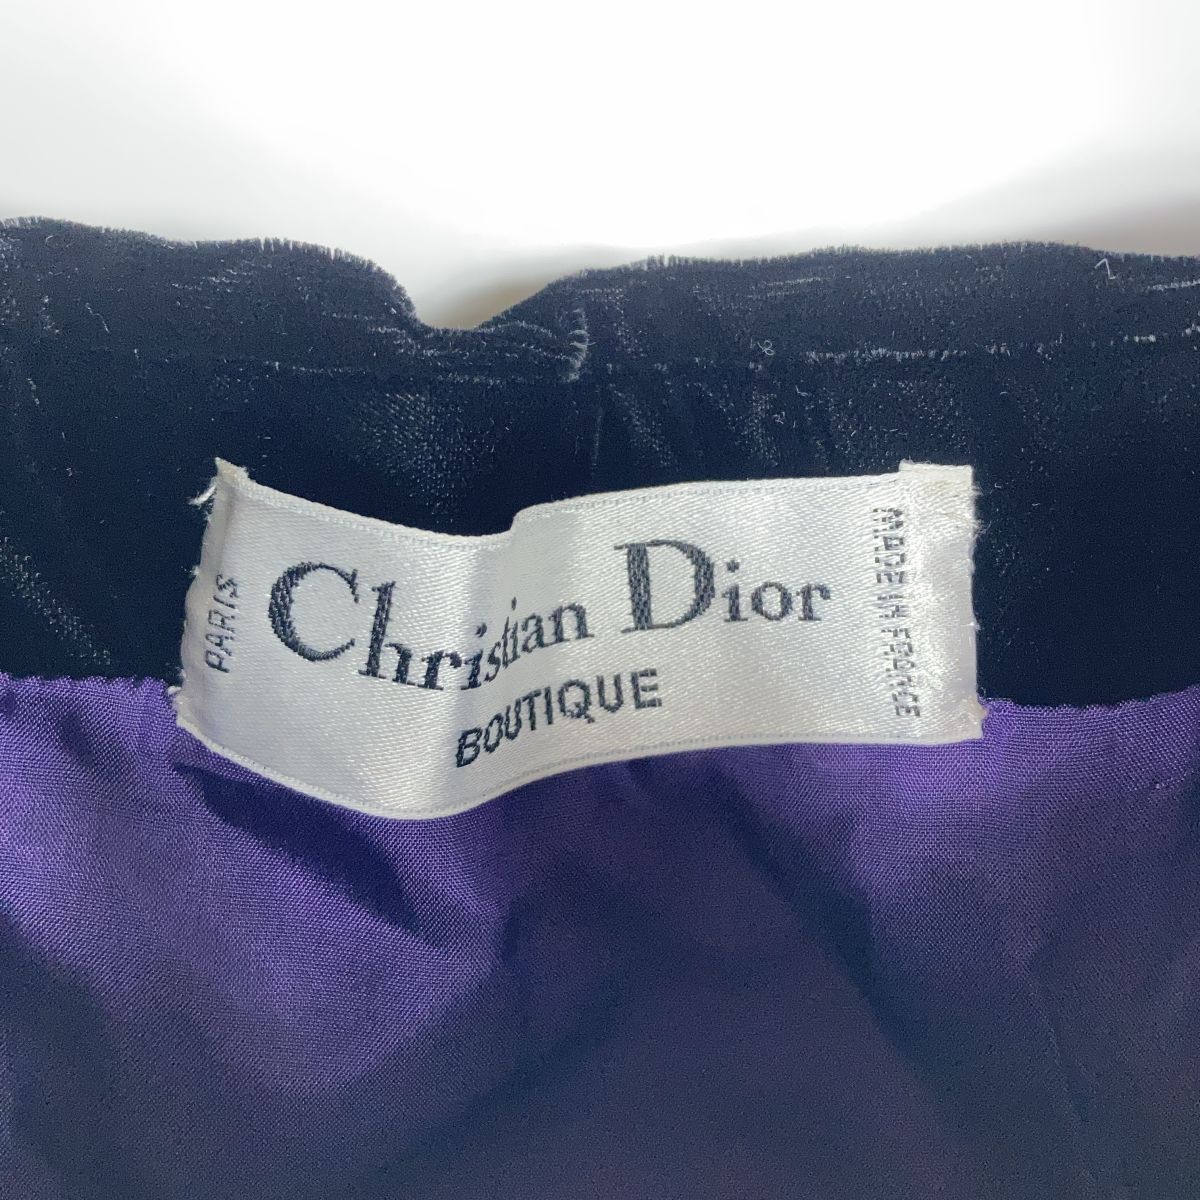 PARIS
Christian Dior
BOUTIQUE
MADE IN FRANCE